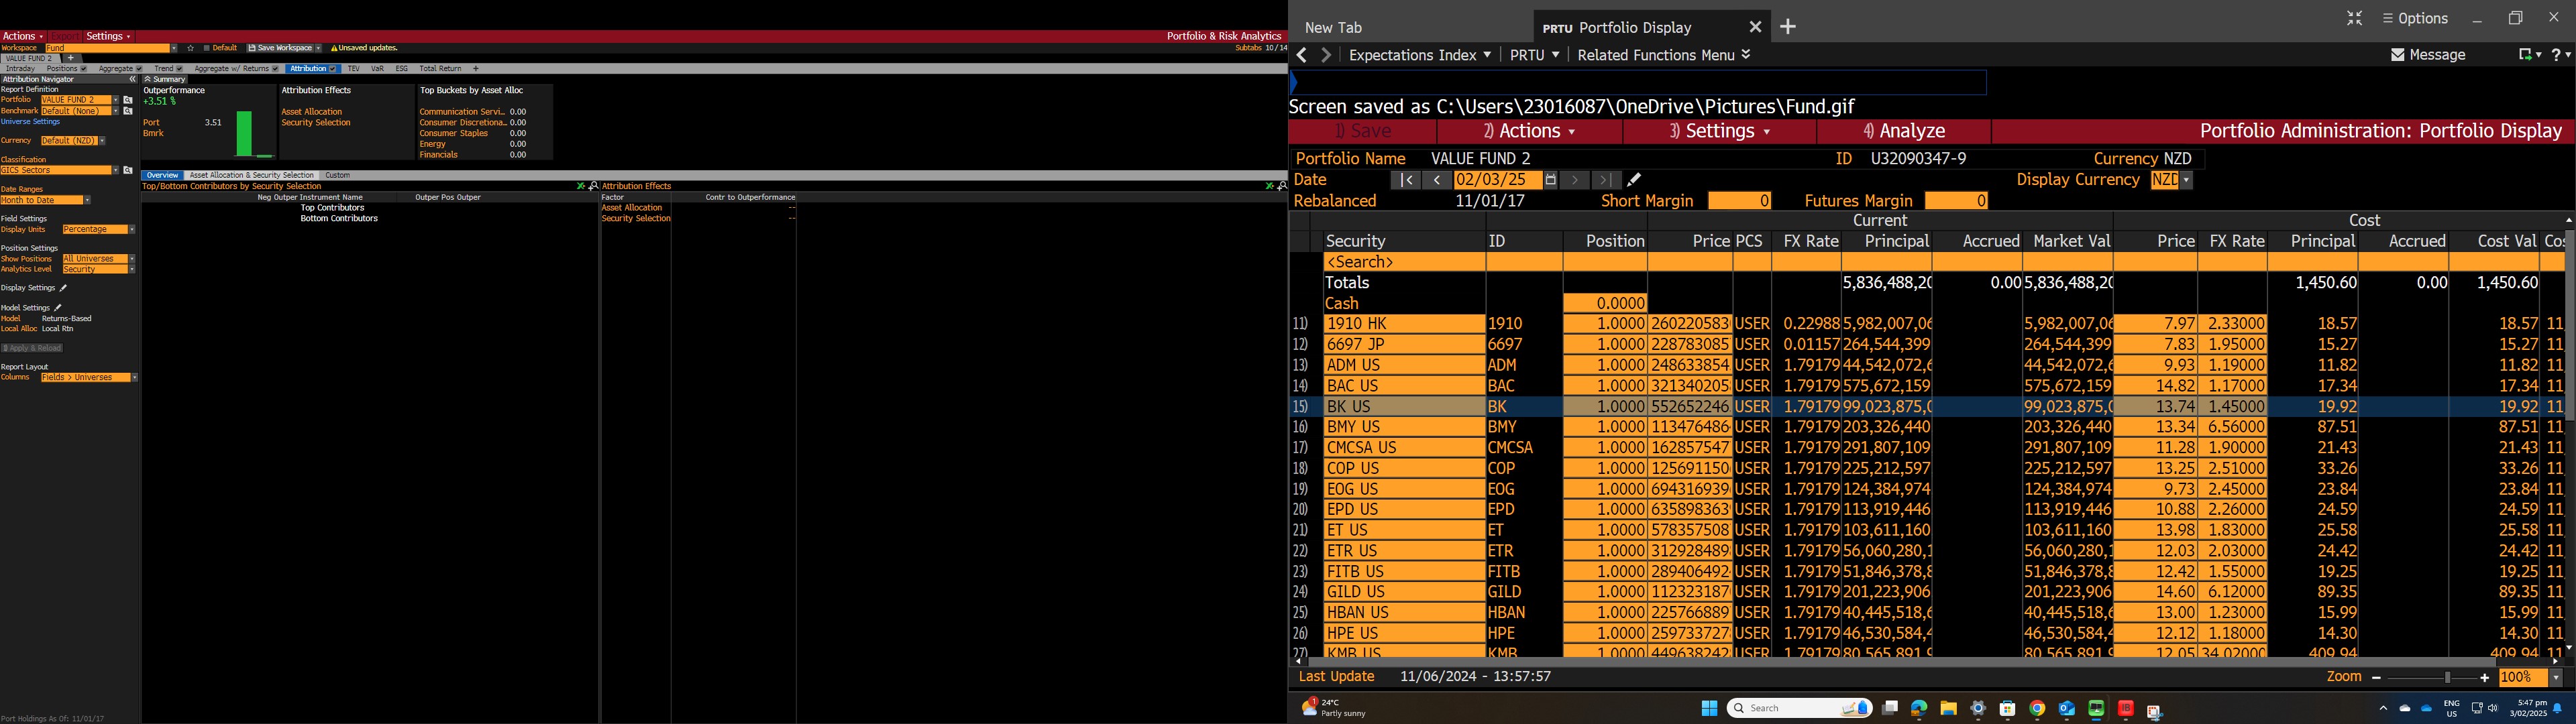 Actions Export Settings Portfolio & Risk Analytics
Workspace Fund Default Save Workspace Unsaved updates. Subtabs 10 / 14
VALUE FUND 2 +
Intraday Positions Aggregate Trend Aggregate w/ Returns Attribution TEV VaR ESG Total Return +
Attribution Navigator
Report Definition
Portfolio VALUE FUND 2
Benchmark Default (None)
Universe Settings
Currency Default (NZD)
Classification
GICS Sectors
Date Ranges
Month to Date
Field Settings
Display Units Percentage
Position Settings
Show Positions All Universes
Analytics Level Security
Display Settings
Model Settings
Model Returns-Based
Local Alloc Local Rtn
Apply & Reload
Report Layout
Columns Fields > Universes
Port Holdings As Of: 11/01/17
Summary
Outperformance
+3.51 %
Port 3.51
Bmrk
Attribution Effects
Asset Allocation
Security Selection
Top Buckets by Asset Alloc
Communication Servi... 0.00
Consumer Discretiona... 0.00
Consumer Staples 0.00
Energy 0.00
Financials 0.00
Overview Asset Allocation & Security Selection Custom
Top/Bottom Contributors by Security Selection
Neg Outper Instrument Name Outper Pos Outper
Top Contributors
Bottom Contributors
Attribution Effects
Factor Contr to Outperformance
Asset Allocation --
Security Selection --
New Tab PRTU Portfolio Display Options
Expectations Index PRTU Related Functions Menu Message ?
Screen saved as C:\Users\23016087\OneDrive\Pictures\Fund.gif
1) Save 2) Actions 3) Settings 4) Analyze Portfolio Administration: Portfolio Display
Portfolio Name VALUE FUND 2 ID U32090347-9 Currency NZD
Date 02/03/25 Display Currency NZD
Rebalanced 11/01/17 Short Margin 0 Futures Margin 0
Current Cost
Security ID Position Price PCS FX Rate Principal Accrued Market Val Price FX Rate Principal Accrued Cost Val
<Search>
Totals 5,836,488,20 0.00 5,836,488,20 1,450.60 0.00 1,450.60
Cash 0.0000
11) 1910 HK 1910 1.0000 260220583 USER 0.22988 5,982,007,06 5,982,007,06 7.97 2.33000 18.57 18.57 11
12) 6697 JP 6697 1.0000 228783085 USER 0.01157 264,544,399 264,544,399 7.83 1.95000 15.27 15.27 11
13) ADM US ADM 1.0000 248633854 USER 1.79179 44,542,072,6 44,542,072,6 9.93 1.19000 11.82 11.82 11
14) BAC US BAC 1.0000 321340205 USER 1.79179 575,672,159 575,672,159 14.82 1.17000 17.34 17.34 11
15) BK US BK 1.0000 552652246 USER 1.79179 99,023,875,0 99,023,875,0 13.74 1.45000 19.92 19.92 11
16) BMY US BMY 1.0000 113476486 USER 1.79179 203,326,440 203,326,440 13.34 6.56000 87.51 87.51 11
17) CMCSA US CMCSA 1.0000 162857547 USER 1.79179 291,807,109 291,807,109 11.28 1.90000 21.43 21.43 11
18) COP US COP 1.0000 125691150 USER 1.79179 225,212,597 225,212,597 13.25 2.51000 33.26 33.26 11
19) EOG US EOG 1.0000 694316939 USER 1.79179 124,384,974 124,384,974 9.73 2.45000 23.84 23.84 11
20) EPD US EPD 1.0000 635898363 USER 1.79179 113,919,446 113,919,446 10.88 2.26000 24.59 24.59 11
21) ET US ET 1.0000 578357508 USER 1.79179 103,611,160 103,611,160 13.98 1.83000 25.58 25.58 11
22) ETR US ETR 1.0000 312928489 USER 1.79179 56,060,280,1 56,060,280,1 12.03 2.03000 24.42 24.42 11
23) FITB US FITB 1.0000 289406492 USER 1.79179 51,846,378,8 51,846,378,8 12.42 1.55000 19.25 19.25 11
24) GILD US GILD 1.0000 112323187 USER 1.79179 201,223,906 201,223,906 14.60 6.12000 89.35 89.35 11
25) HBAN US HBAN 1.0000 225766889 USER 1.79179 40,445,518,6 40,445,518,6 13.00 1.23000 15.99 15.99 11
26) HPE US HPE 1.0000 259733727 USER 1.79179 46,530,584,4 46,530,584,4 12.12 1.18000 14.30 14.30 11
27) KMB US KMB 1.0000 449638242 USER 1.79179 80,565,891,9 80,565,891,9 12.05 34.02000 409.94 409.94 11
Last Update 11/06/2024 - 13:57:57 Zoom - + 100%
24°C
Partly sunny
Search
ENG
US
5:47 pm
3/02/2025